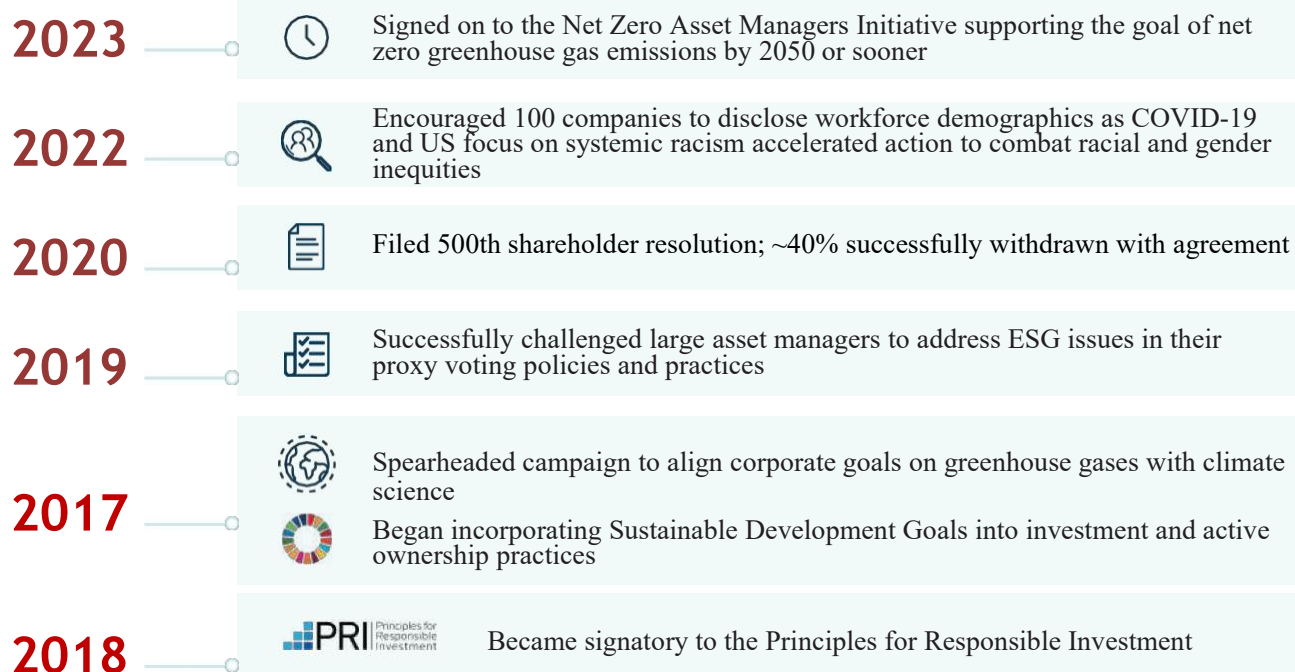 2023
Signed on to the Net Zero Asset Managers Initiative supporting the goal of net
zero greenhouse gas emissions by 2050 or sooner
2022
Encouraged 100 companies to disclose workforce demographics as COVID-19
and US focus on systemic racism accelerated action to combat racial and gender
inequities
2020
Filed 500th shareholder resolution; ~40% successfully withdrawn with agreement
2019
Successfully challenged large asset managers to address ESG issues in their
proxy voting policies and practices
2017
Spearheaded campaign to align corporate goals on greenhouse gases with climate
science
Began incorporating Sustainable Development Goals into investment and active
ownership practices
2018
PRI
Principles for
Responsible
Investment
Became signatory to the Principles for Responsible Investment